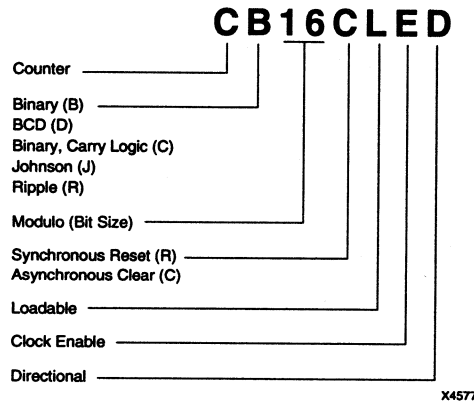 CB16CLED
Counter
Binary (B)
BCD (D)
Binary, Carry Logic (C)
Johnson (J)
Ripple (R)
Modulo (Bit Size)
Synchronous Reset (R)
Asynchronous Clear (C)
Loadable
Clock Enable
Directional
X4577